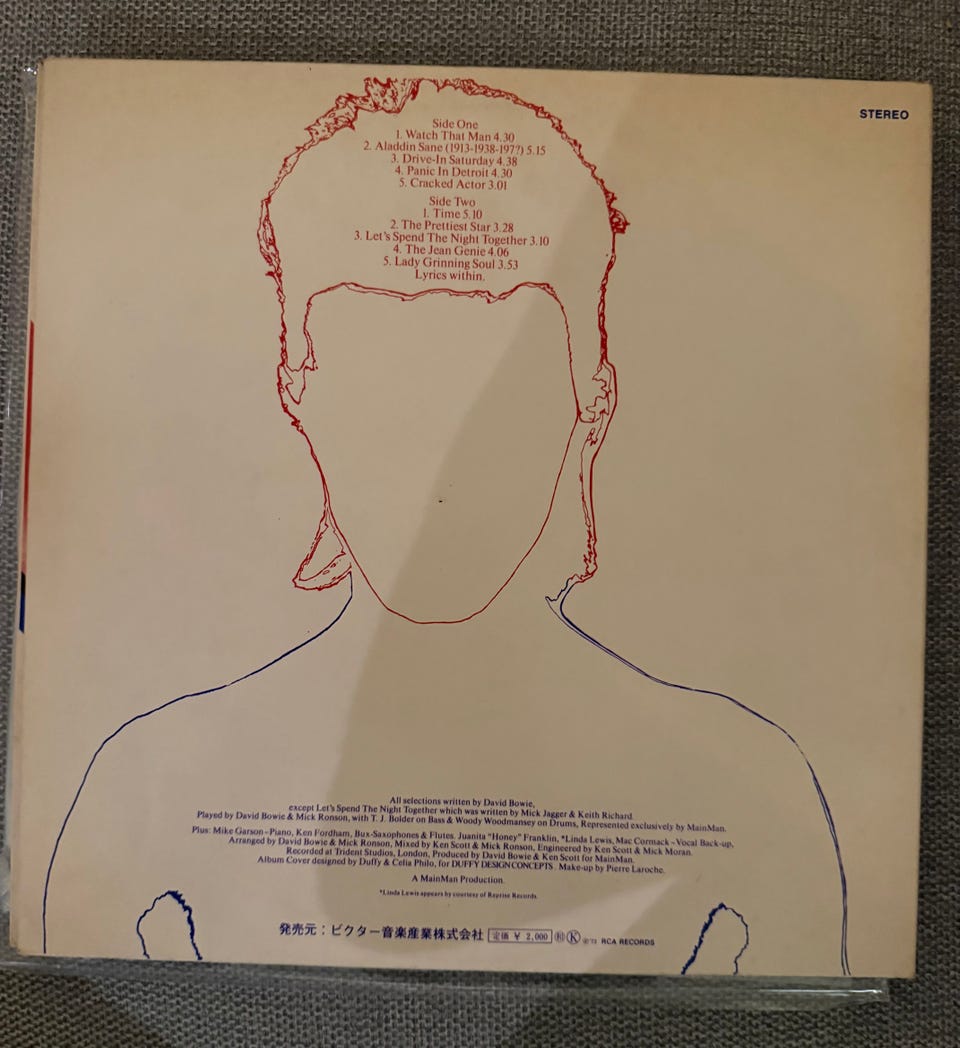 STEREO
Side One
1. Watch That Man 4.30
2. Aladdin Sane (1913-1938-197?) 5.15
3. Drive-In Saturday 4.38
4. Panic In Detroit 4.30
5. Cracked Actor 3.01
Side Two
1. Time 5.10
2. The Prettiest Star 3.28
3. Let's Spend The Night Together 3.10
4. The Jean Genie 4.06
5. Lady Grinning Soul 3.53
Lyrics within.
All selections written by David Bowie,
except Let's Spend The Night Together which was written by Mick Jagger & Keith Richard.
Played by David Bowie & Mick Ronson, with T. J. Bolder on Bass & Woody Woodmansey on Drums, Represented exclusively by MainMan.
Plus: Mike Garson–Piano, Ken Fordham, Bux-Saxophones & Flutes. Juanita "Honey" Franklin, *Linda Lewis, Mac Cormack–Vocal Back-up,
Arranged by David Bowie & Mick Ronson, Mixed by Ken Scott & Mick Ronson, Engineered by Ken Scott & Mick Moran.
Recorded at Trident Studios, London, Produced by David Bowie & Ken Scott for MainMan.
Album Cover designed by Duffy & Celia Philo, for DUFFY DESIGN CONCEPTS. Make-up by Pierre Laroche.
A MainMan Production.
*Linda Lewis appears by courtesy of Reprise Records
発売元：ビクター音楽産業株式会社 定価 ¥ 2,000 Ⓚ ℗'73 RCA RECORDS